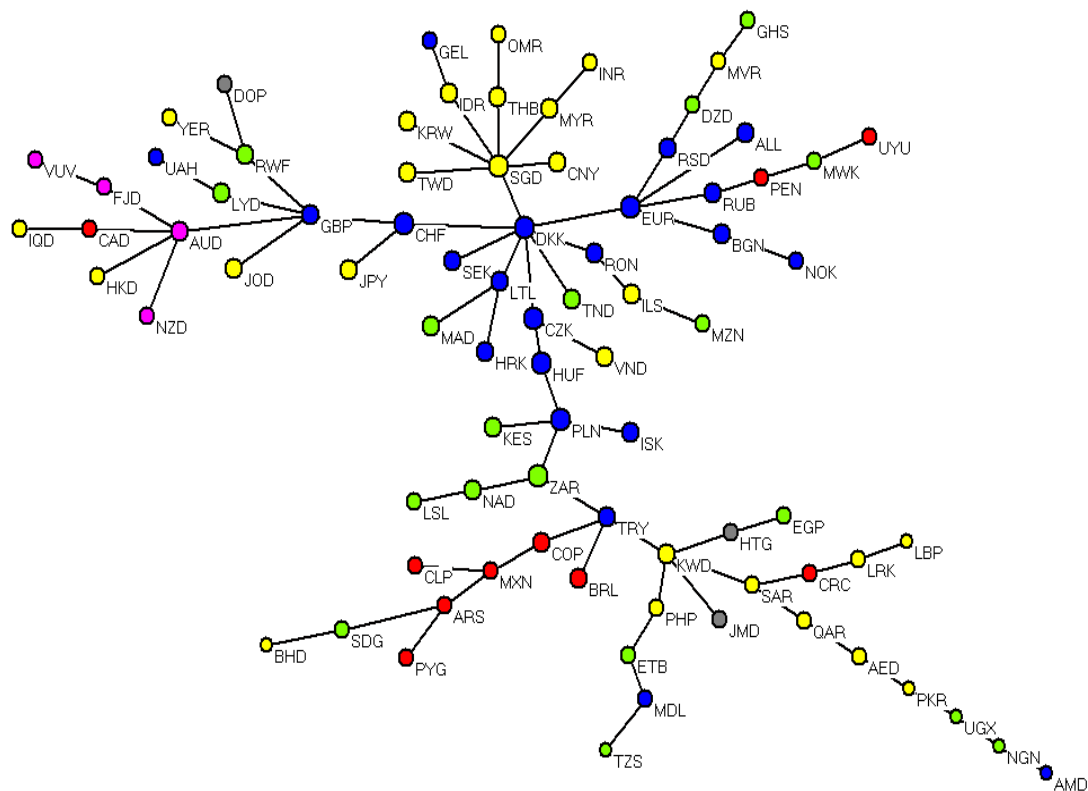 GHS
OMR
GEL
INR
MVR
DOP
IDR
THB
MYR
DZD
YER
KRW
ALL
UYU
RSD
UAH
RWF
CNY
MWK
VUV
TWD
SGD
PEN
FJD
LYD
RUB
GBP
CHF
DKK
EUR
IQD
CAD
AUD
BGN
SEK
RON
NOK
HKD
JOD
JPY
LTL
TND
ILS
NZD
MAD
CZK
MZN
HRK
HUF
VND
PLN
KES
ISK
ZAR
NAD
LSL
TRY
EGP
HTG
COP
KWD
LBP
CLP
MXN
BRL
SAR
CRC
LRK
ARS
PHP
JMD
QAR
SDG
BHD
PYG
ETB
AED
PKR
MDL
UGX
TZS
NGN
AMD